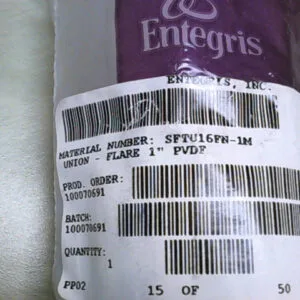 Entegris
ENTEGRIS, INC.
MATERIAL NUMBER: SFTU16FN-1M
UNION - FLARE 1" PVDF
PROD. ORDER:
100070691
BATCH:
100070691
QUANTITY:
1
PP02 15 OF 50